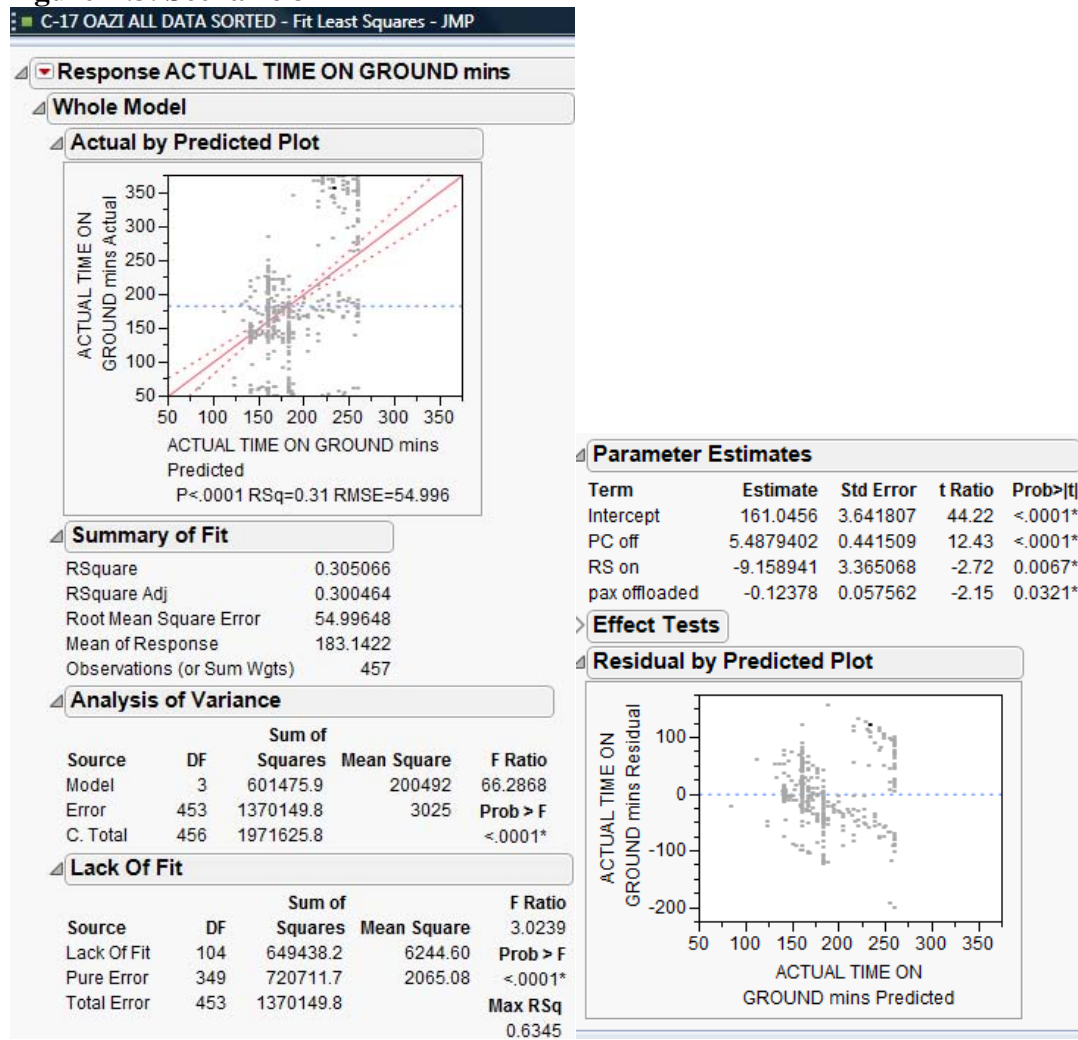 C-17 OAZI ALL DATA SORTED - Fit Least Squares - JMP
Response ACTUAL TIME ON GROUND mins
Whole Model
Actual by Predicted Plot
ACTUAL TIME ON
GROUND mins Actual
350
300
250
200
150
100
50
50 100 150 200 250 300 350
ACTUAL TIME ON GROUND mins
Predicted
P<.0001 RSq=0.31 RMSE=54.996
Summary of Fit
RSquare 0.305066
RSquare Adj 0.300464
Root Mean Square Error 54.99648
Mean of Response 183.1422
Observations (or Sum Wgts) 457
Analysis of Variance
Sum of
Source DF Squares Mean Square F Ratio
Model 3 601475.9 200492 66.2868
Error 453 1370149.8 3025 Prob > F
C. Total 456 1971625.8 <.0001*
Lack Of Fit
Sum of F Ratio
Source DF Squares Mean Square 3.0239
Lack Of Fit 104 649438.2 6244.60 Prob > F
Pure Error 349 720711.7 2065.08 <.0001*
Total Error 453 1370149.8 Max RSq
0.6345
Parameter Estimates
Term Estimate Std Error t Ratio Prob>|t|
Intercept 161.0456 3.641807 44.22 <.0001*
PC off 5.4879402 0.441509 12.43 <.0001*
RS on -9.158941 3.365068 -2.72 0.0067*
pax offloaded -0.12378 0.057562 -2.15 0.0321*
Effect Tests
Residual by Predicted Plot
ACTUAL TIME ON
GROUND mins Residual
100
0
-100
-200
50 100 150 200 250 300 350
ACTUAL TIME ON
GROUND mins Predicted